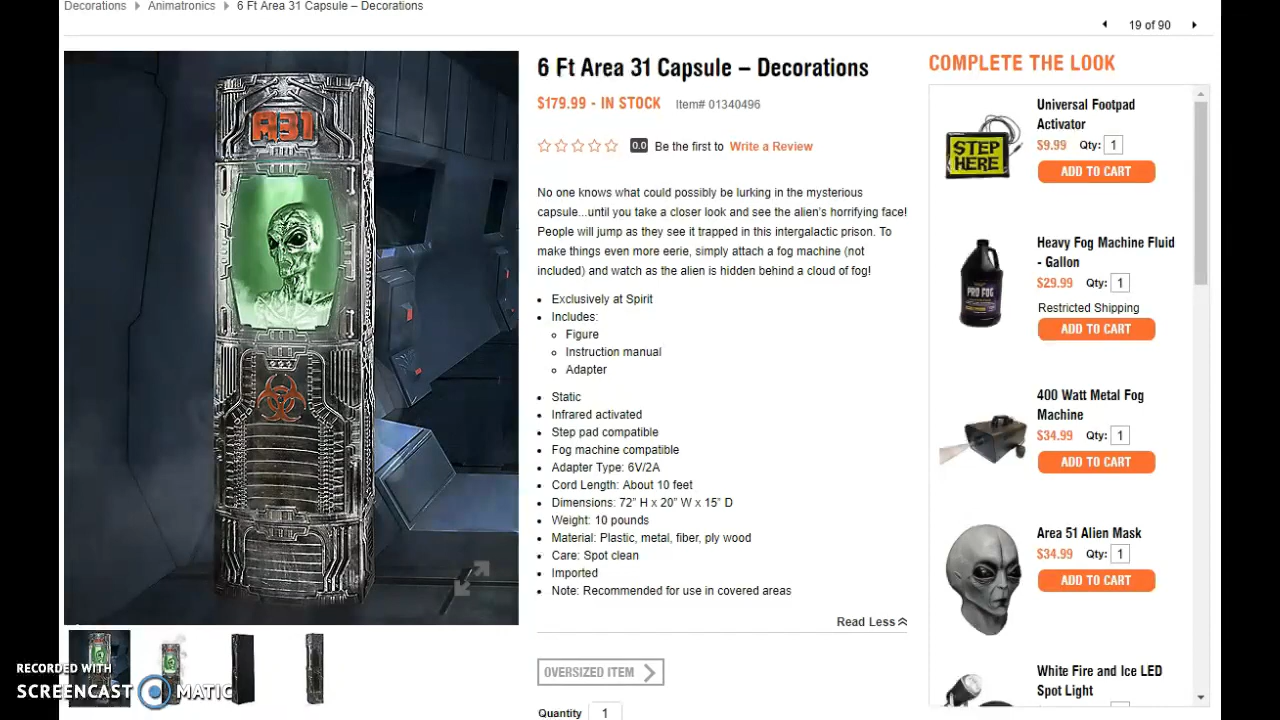 Decorations Animatronics 6 Ft Area 31 Capsule – Decorations
19 of 90
A31
6 Ft Area 31 Capsule – Decorations
$179.99 - IN STOCK Item# 01340496
0.0 Be the first to Write a Review
No one knows what could possibly be lurking in the mysterious
capsule...until you take a closer look and see the alien's horrifying face!
People will jump as they see it trapped in this intergalactic prison. To
make things even more eerie, simply attach a fog machine (not
included) and watch as the alien is hidden behind a cloud of fog!
Exclusively at Spirit
Includes:
Figure
Instruction manual
Adapter
Static
Infrared activated
Step pad compatible
Fog machine compatible
Adapter Type: 6V/2A
Cord Length: About 10 feet
Dimensions: 72” H x 20” W x 15” D
Weight: 10 pounds
Material: Plastic, metal, fiber, ply wood
Care: Spot clean
Imported
Note: Recommended for use in covered areas
Read Less
OVERSIZED ITEM
Quantity 1
COMPLETE THE LOOK
STEP
HERE
Universal Footpad
Activator
$9.99 Qty: 1
ADD TO CART
PRO FOG
Heavy Fog Machine Fluid
- Gallon
$29.99 Qty: 1
Restricted Shipping
ADD TO CART
400 Watt Metal Fog
Machine
$34.99 Qty: 1
ADD TO CART
Area 51 Alien Mask
$34.99 Qty: 1
ADD TO CART
White Fire and Ice LED
Spot Light
RECORDED WITH
SCREENCAST MATIC